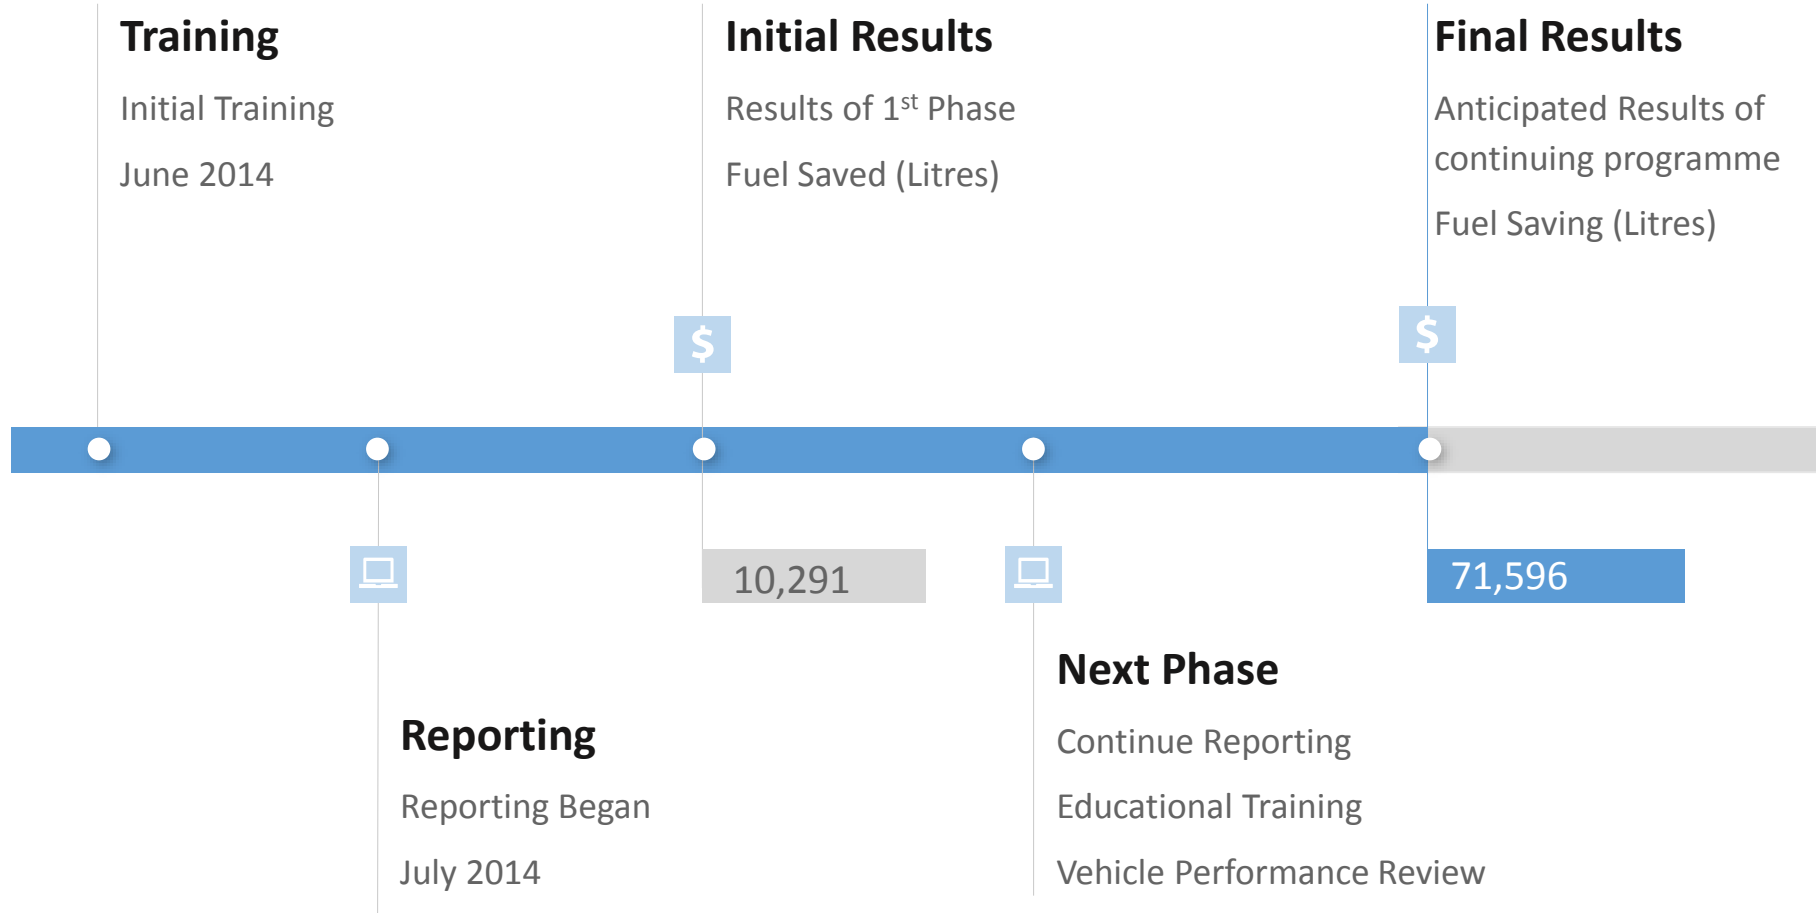 Training
Initial Training
June 2014
Initial Results
Results of 1st Phase
Fuel Saved (Litres)
Final Results
Anticipated Results of
continuing programme
Fuel Saving (Litres)
$
$
10,291
71,596
Reporting
Reporting Began
July 2014
Next Phase
Continue Reporting
Educational Training
Vehicle Performance Review